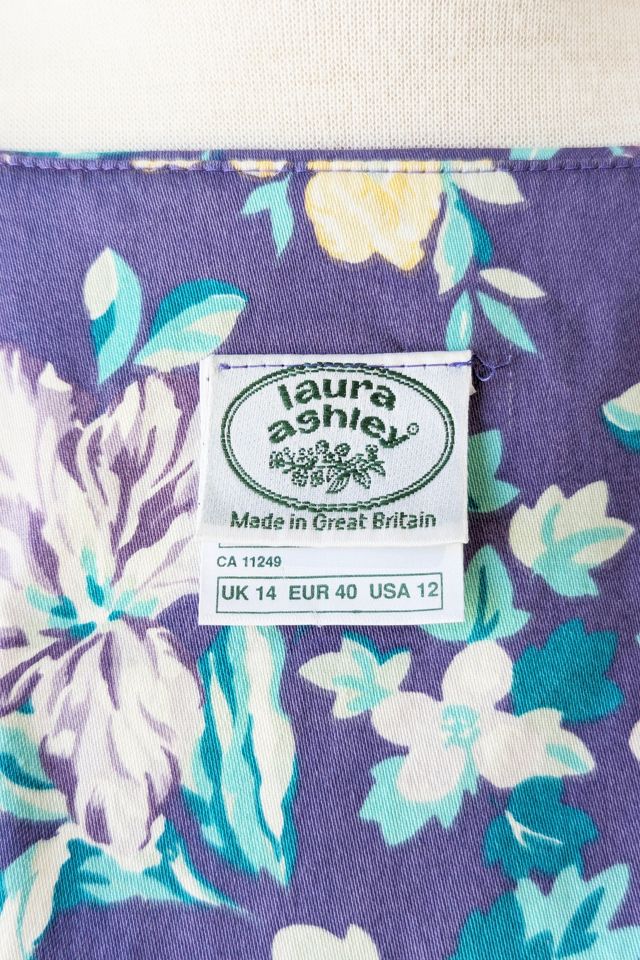 laura
ashley®
Made in Great Britain
CA 11249
UK 14 EUR 40 USA 12